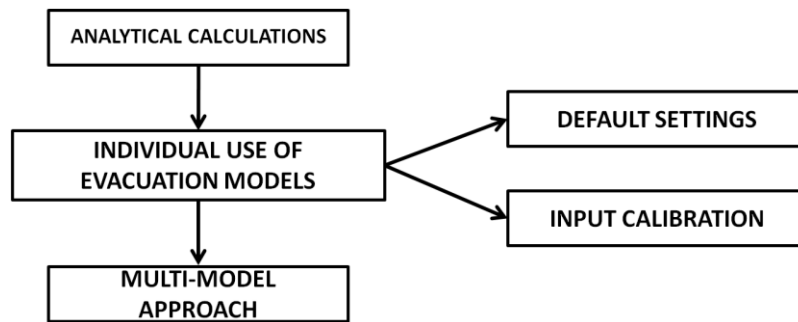 ANALYTICAL CALCULATIONS
INDIVIDUAL USE OF
EVACUATION MODELS
DEFAULT SETTINGS
INPUT CALIBRATION
MULTI-MODEL
APPROACH